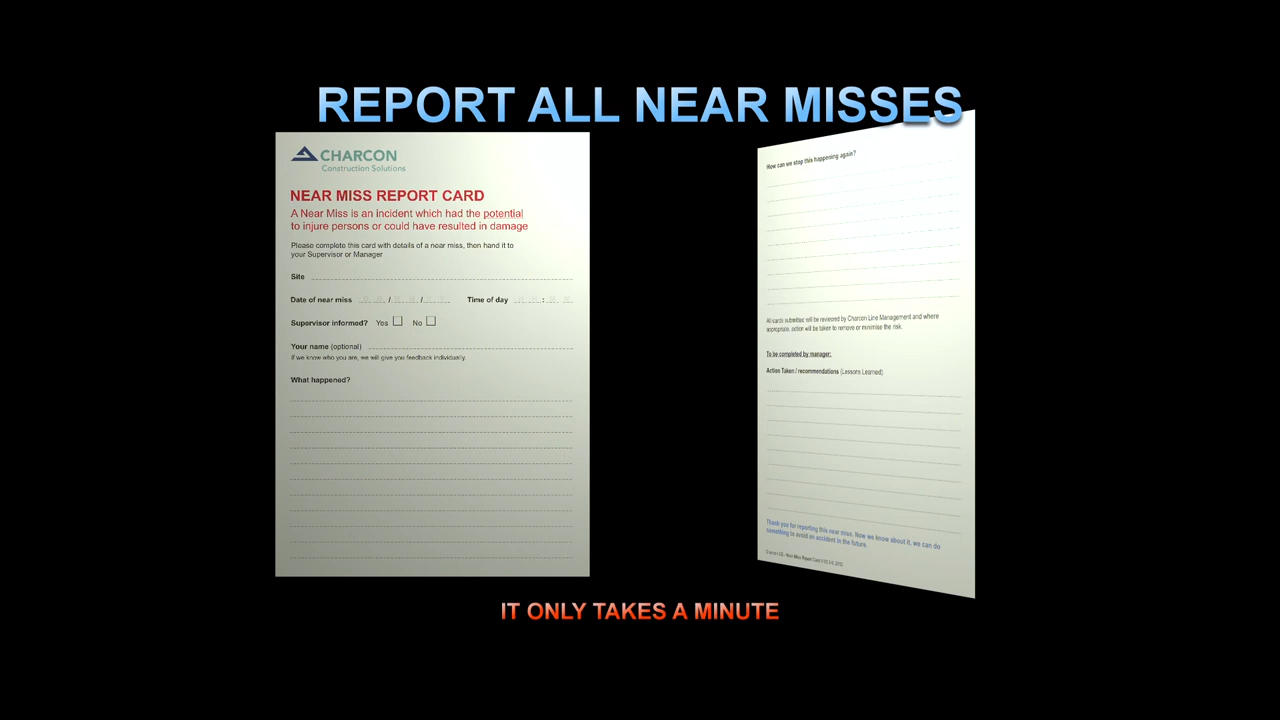 REPORT ALL NEAR MISSES
CHARCON
Construction Solutions
NEAR MISS REPORT CARD
A Near Miss is an incident which had the potential
to injure persons or could have resulted in damage
Please complete this card with details of a near miss, then hand it to
your Supervisor or Manager
Site
Date of near miss / / Time of day :
Supervisor informed? Yes No
Your name (optional)
If we know who you are, we will give you feedback individually.
What happened?
How can we stop this happening again?
All cards submitted will be reviewed by Charcon Line Management and where
appropriate, action will be taken to remove or minimise the risk.
To be completed by manager:
Action Taken / recommendations (Lessons Learned)
Thank you for reporting this near miss. Now we know about it, we can do
something to avoid an accident in the future.
Near Miss Report Card
IT ONLY TAKES A MINUTE